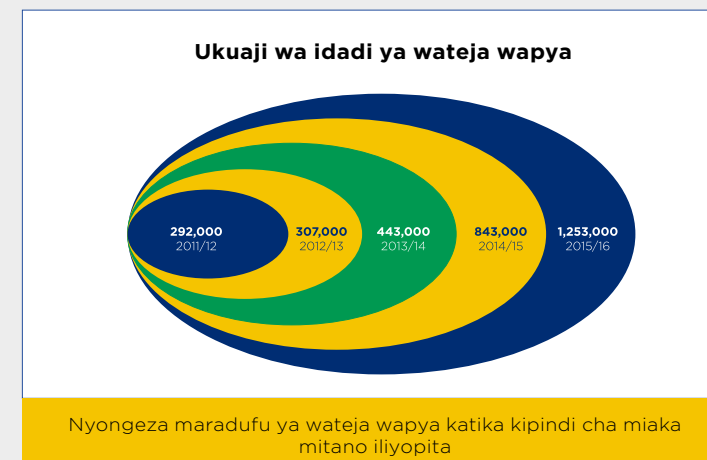 Ukuaji wa idadi ya wateja wapya
292,000 307,000 443,000 843,000 1,253,000
2011/12 2012/13 2013/14 2014/15 2015/16
Nyongeza maradufu ya wateja wapya katika kipindi cha miaka
mitano iliyopita